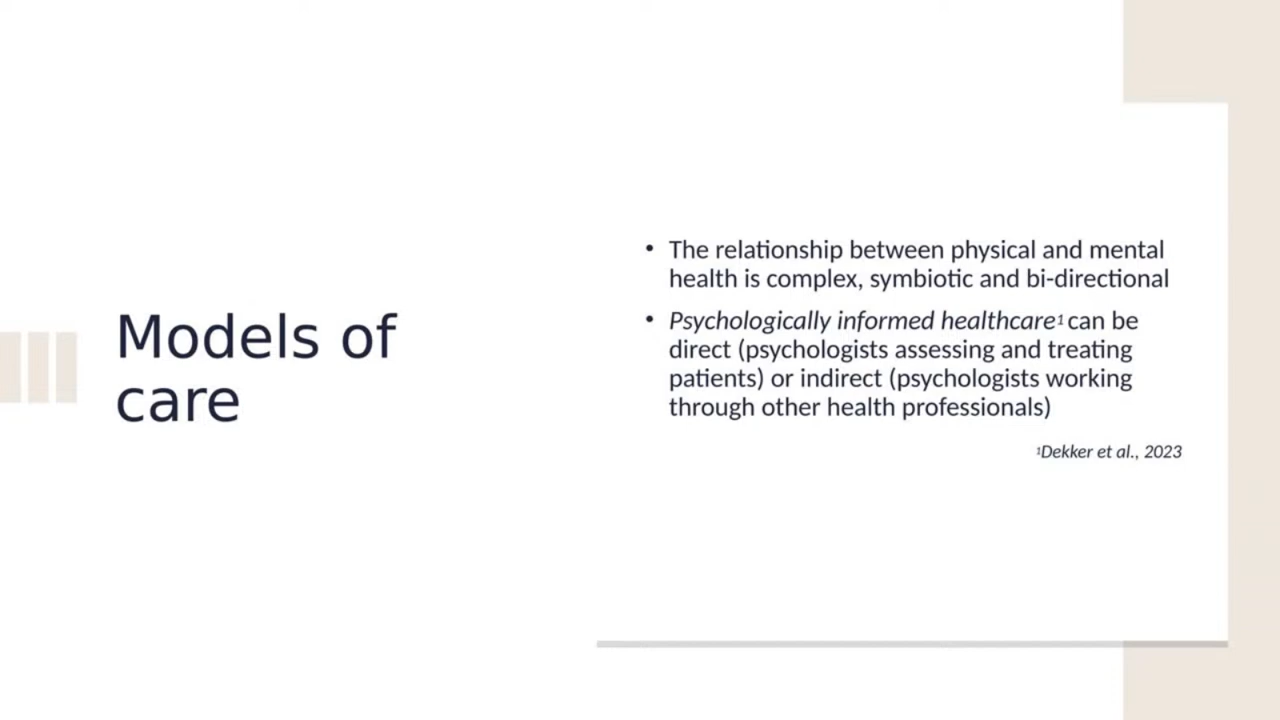 Models of
care
• The relationship between physical and mental
health is complex, symbiotic and bi-directional
• Psychologically informed healthcare¹ can be
direct (psychologists assessing and treating
patients) or indirect (psychologists working
through other health professionals)
¹Dekker et al., 2023